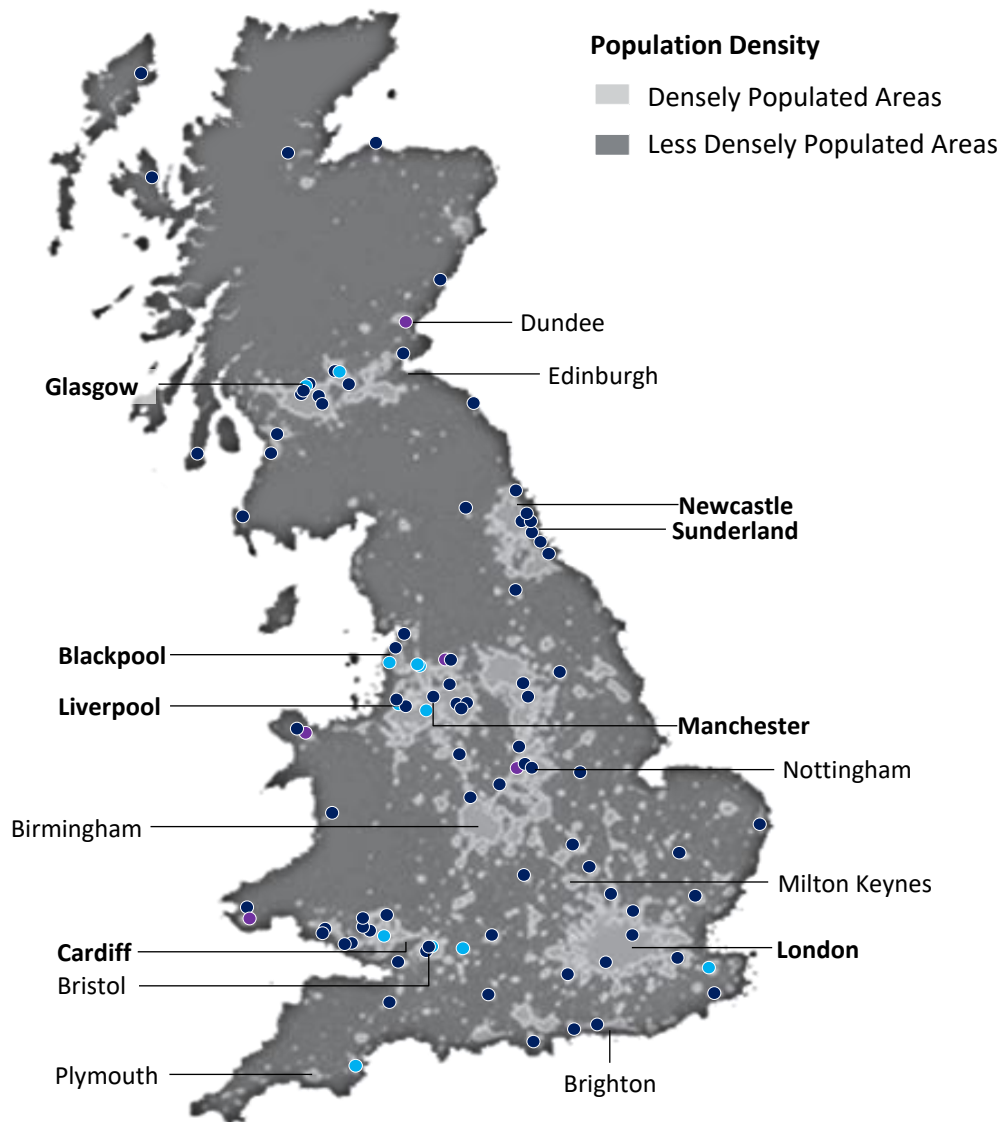 Population Density
Densely Populated Areas
Less Densely Populated Areas
Dundee
Edinburgh
Glasgow
Newcastle
Sunderland
Blackpool
Liverpool
Manchester
Nottingham
Birmingham
Milton Keynes
Cardiff
London
Bristol
Plymouth
Brighton